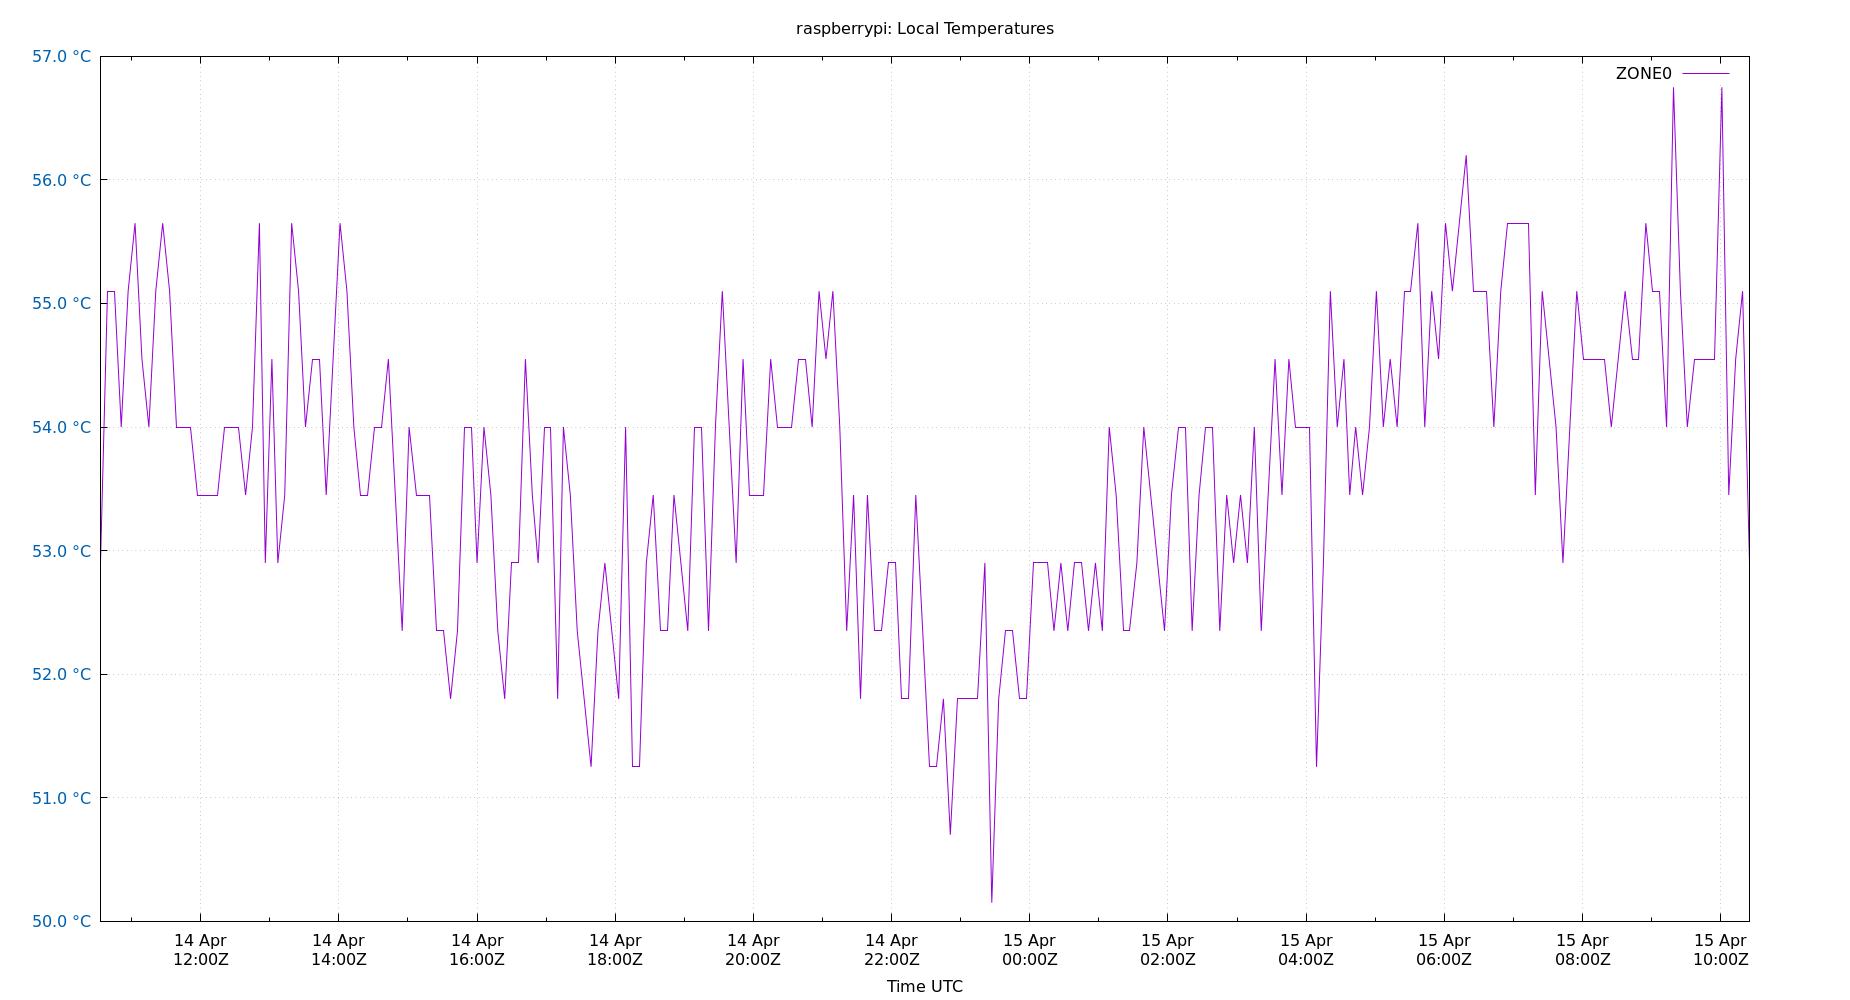 raspberrypi: Local Temperatures
57.0 °C
ZONE0
56.0 °C
55.0 °C
54.0 °C
53.0 °C
52.0 °C
51.0 °C
50.0 °C
14 Apr 14 Apr 14 Apr 14 Apr 14 Apr 14 Apr 15 Apr 15 Apr 15 Apr 15 Apr 15 Apr 15 Apr
12:00Z 14:00Z 16:00Z 18:00Z 20:00Z 22:00Z 00:00Z 02:00Z 04:00Z 06:00Z 08:00Z 10:00Z
Time UTC